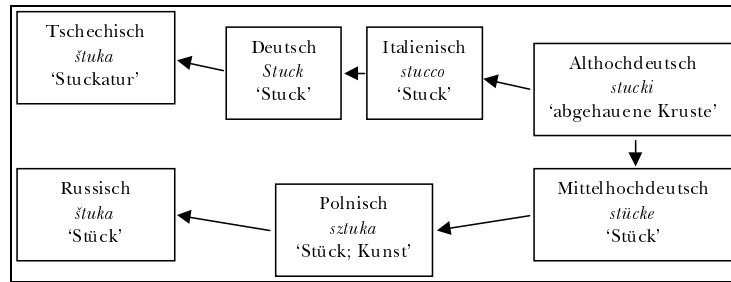 Tschechisch
štuka
‘Stuckatur’
Deutsch
Stuck
‘Stuck’
Italienisch
stucco
‘Stuck’
Althochdeutsch
stucki
‘abgehauene Kruste’
Russisch
štuka
‘Stück’
Polnisch
sztuka
‘Stück; Kunst’
Mittelhochdeutsch
stücke
‘Stück’